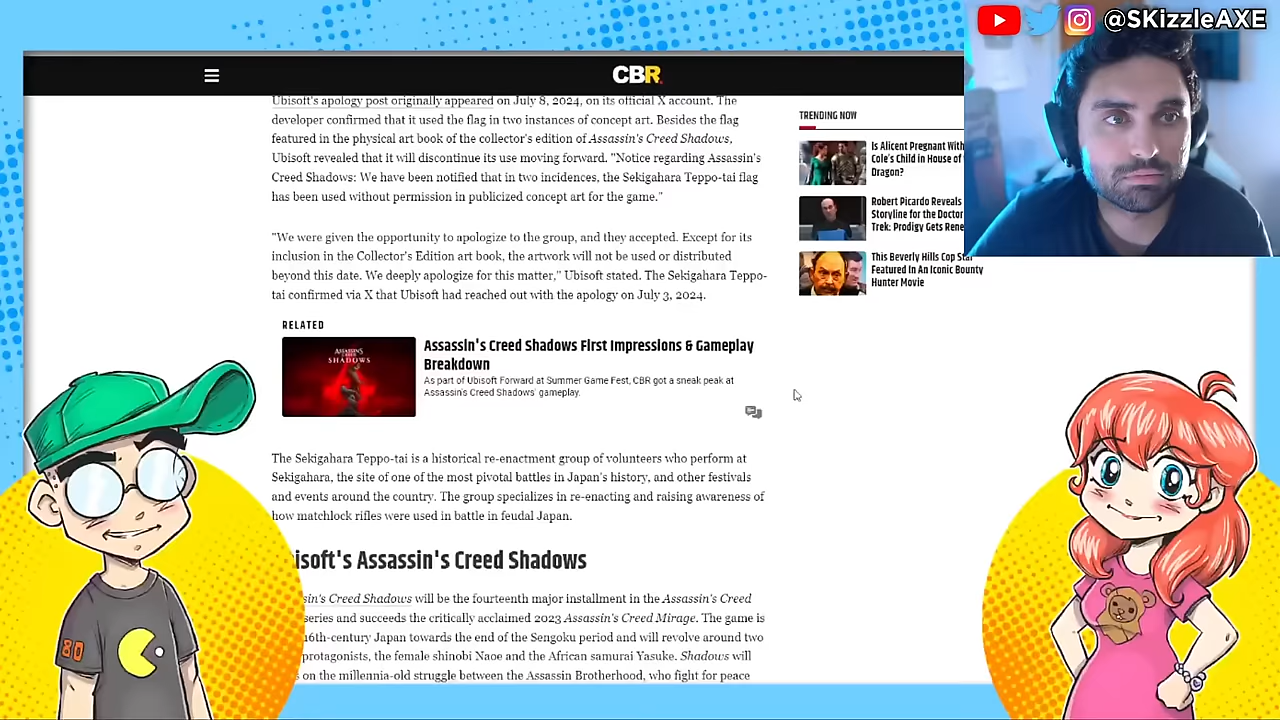 @SKizzleAXE
CBR
Ubisoft's apology post originally appeared on July 8, 2024, on its official X account. The
developer confirmed that it used the flag in two instances of concept art. Besides the flag
featured in the physical art book of the collector's edition of Assassin's Creed Shadows,
Ubisoft revealed that it will discontinue its use moving forward. "Notice regarding Assassin's
Creed Shadows: We have been notified that in two incidences, the Sekigahara Teppo-tai flag
has been used without permission in publicized concept art for the game."
"We were given the opportunity to apologize to the group, and they accepted. Except for its
inclusion in the Collector's Edition art book, the artwork will not be used or distributed
beyond this date. We deeply apologize for this matter," Ubisoft stated. The Sekigahara Teppo-
tai confirmed via X that Ubisoft had reached out with the apology on July 3, 2024.
RELATED
ASSASSIN'S CREED
SHADOWS
Assassin's Creed Shadows First Impressions & Gameplay
Breakdown
As part of Ubisoft Forward at Summer Game Fest, CBR got a sneak peak at
Assassin's Creed Shadows' gameplay.
The Sekigahara Teppo-tai is a historical re-enactment group of volunteers who perform at
Sekigahara, the site of one of the most pivotal battles in Japan's history, and other festivals
and events around the country. The group specializes in re-enacting and raising awareness of
how matchlock rifles were used in battle in feudal Japan.
isoft's Assassin's Creed Shadows
sin's Creed Shadows will be the fourteenth major installment in the Assassin's Creed
series and succeeds the critically acclaimed 2023 Assassin's Creed Mirage. The game is
16th-century Japan towards the end of the Sengoku period and will revolve around two
protagonists, the female shinobi Naoe and the African samurai Yasuke. Shadows will
on the millennia-old struggle between the Assassin Brotherhood, who fight for peace
TRENDING NOW
Is Alicent Pregnant With
Cole's Child in House of
Dragon?
Robert Picardo Reveals
Storyline for the Doctor
Trek: Prodigy Gets Rene
This Beverly Hills Cop Star
Featured In An Iconic Bounty
Hunter Movie
80